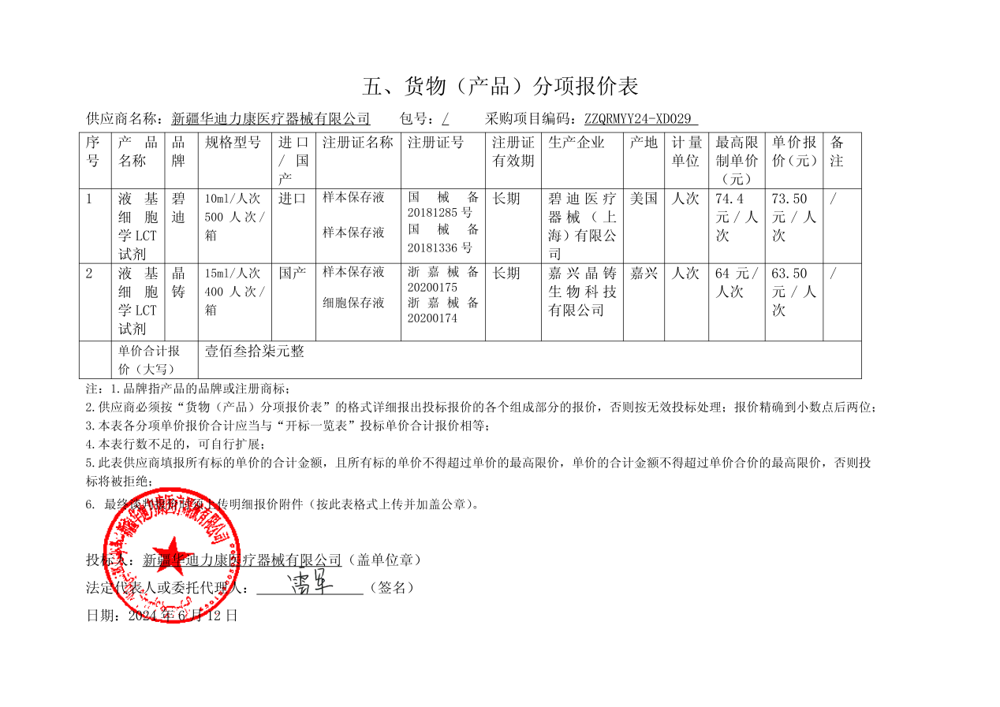 五、货物（产品）分项报价表
供应商名称：新疆华迪力康医疗器械有限公司 包号：/ 采购项目编码：ZZQRMYY24-XD029
序号 产品名称 品牌 规格型号 进口/国产 注册证名称 注册证号 注册证有效期 生产企业 产地 计量单位 最高限制单价（元） 单价报价（元） 备注
1 液基细胞学LCT试剂 碧迪 10ml/人次 500人次/箱 进口 样本保存液 样本保存液 国械备20181285号 国械备20181336号 长期 碧迪医疗器械（上海）有限公司 美国 人次 74.4元/人次 73.50元/人次 /
2 液基细胞学LCT试剂 晶铸 15ml/人次 400人次/箱 国产 样本保存液 细胞保存液 浙嘉械备20200175 浙嘉械备20200174 长期 嘉兴晶铸生物科技有限公司 嘉兴 人次 64元/人次 63.50元/人次 /
单价合计报价（大写） 壹佰叁拾柒元整
注：1.品牌指产品的品牌或注册商标；
2.供应商必须按“货物（产品）分项报价表”的格式详细报出投标报价的各个组成部分的报价，否则按无效投标处理；报价精确到小数点后两位；
3.本表各分项单价报价合计应当与“开标一览表”投标单价合计报价相等；
4.本表行数不足的，可自行扩展；
5.此表供应商填报所有标的单价的合计金额，且所有标的单价不得超过单价的最高限价，单价的合计金额不得超过单价合价的最高限价，否则投
标将被拒绝；
6. 最终谈判报价时须上传明细报价附件（按此表格式上传并加盖公章）。
投标人：新疆华迪力康医疗器械有限公司（盖单位章）
法定代表人或委托代理人： （签名）
日期：2024年6月12日